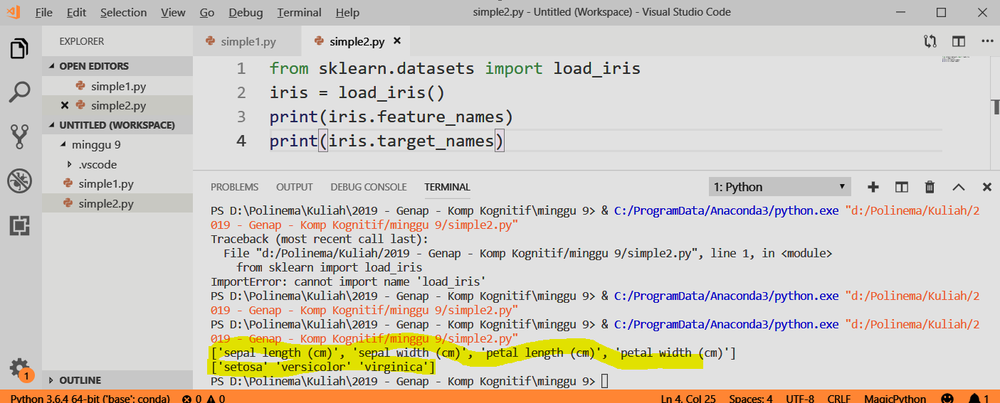 File Edit Selection View Go Debug Terminal Help simple2.py - Untitled (Workspace) - Visual Studio Code
EXPLORER
OPEN EDITORS
simple1.py
simple2.py
UNTITLED (WORKSPACE)
minggu 9
.vscode
simple1.py
simple2.py
OUTLINE
1
simple1.py simple2.py
1 from sklearn.datasets import load_iris
2 iris = load_iris()
3 print(iris.feature_names)
4 print(iris.target_names)
PROBLEMS OUTPUT DEBUG CONSOLE TERMINAL 1: Python
PS D:\Polinema\Kuliah\2019 - Genap - Komp Kognitif\minggu 9> & C:/ProgramData/Anaconda3/python.exe "d:/Polinema/Kuliah/2
019 - Genap - Komp Kognitif/minggu 9/simple2.py"
Traceback (most recent call last):
File "d:/Polinema/Kuliah/2019 - Genap - Komp Kognitif/minggu 9/simple2.py", line 1, in <module>
from sklearn import load_iris
ImportError: cannot import name 'load_iris'
PS D:\Polinema\Kuliah\2019 - Genap - Komp Kognitif\minggu 9> & C:/ProgramData/Anaconda3/python.exe "d:/Polinema/Kuliah/2
019 - Genap - Komp Kognitif/minggu 9/simple2.py"
PS D:\Polinema\Kuliah\2019 - Genap - Komp Kognitif\minggu 9> & C:/ProgramData/Anaconda3/python.exe "d:/Polinema/Kuliah/2
019 - Genap - Komp Kognitif/minggu 9/simple2.py"
['sepal length (cm)', 'sepal width (cm)', 'petal length (cm)', 'petal width (cm)']
['setosa' 'versicolor' 'virginica']
PS D:\Polinema\Kuliah\2019 - Genap - Komp Kognitif\minggu 9>
Python 3.6.4 64-bit ('base': conda) 0 0 Ln 4, Col 25 Spaces: 4 UTF-8 CRLF MagicPython 1